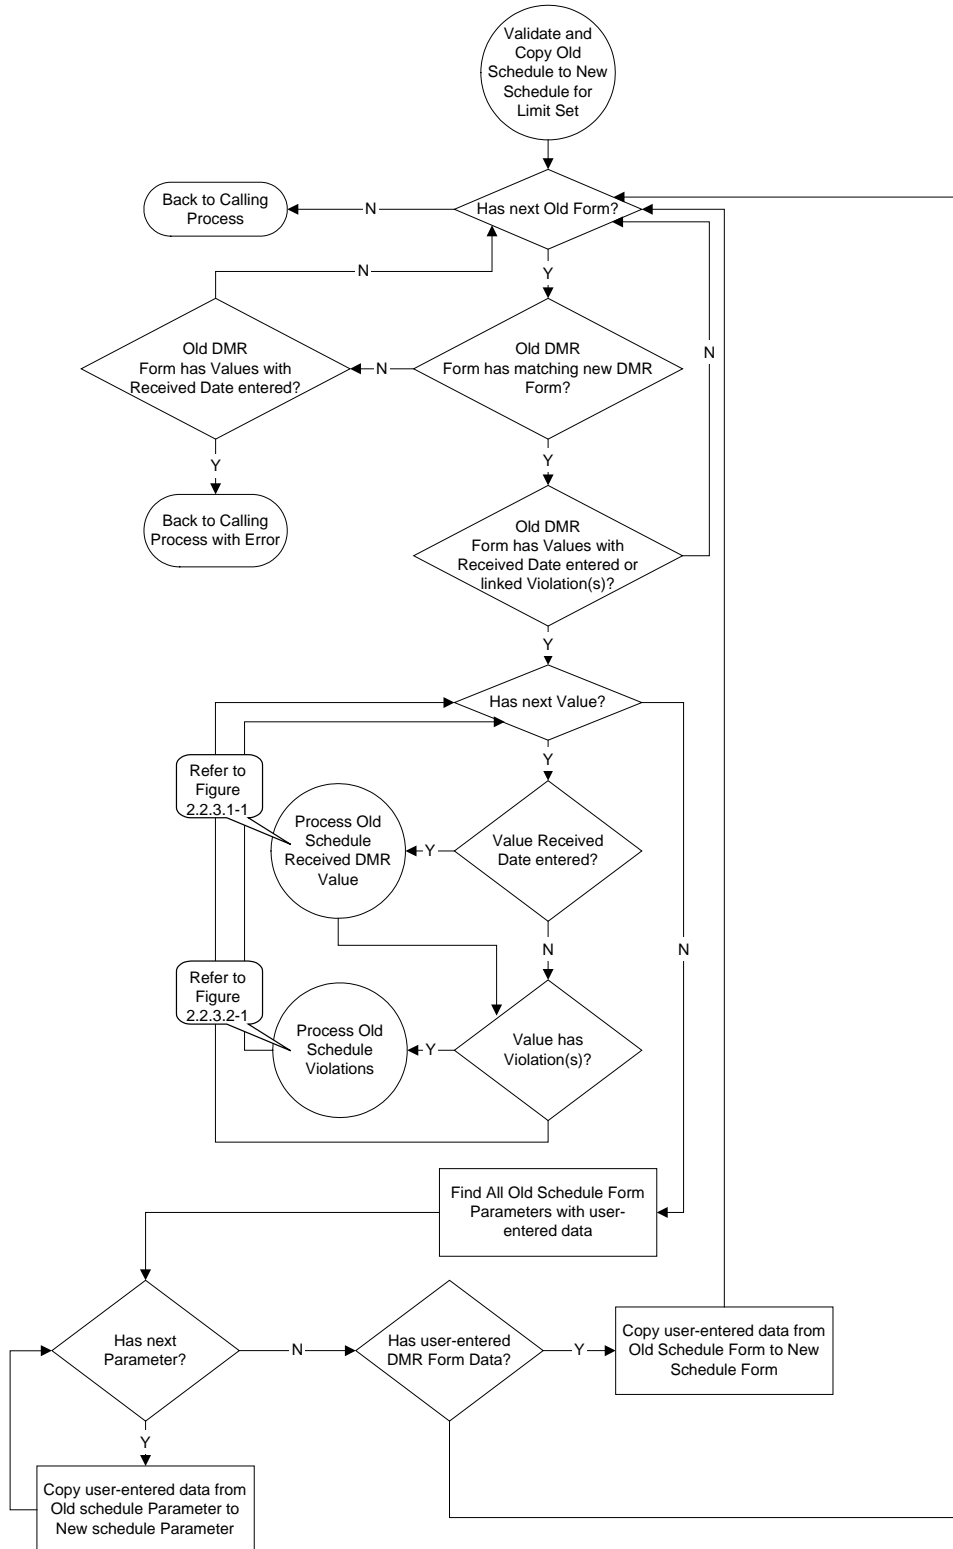 Validate and
Copy Old
Schedule to New
Schedule for
Limit Set
Back to Calling
Process
N
Has next Old Form?
N
Y
Old DMR
Form has Values with
Received Date entered?
N
Old DMR
Form has matching new DMR
Form?
N
Y
Y
Back to Calling
Process with Error
Old DMR
Form has Values with
Received Date entered or
linked Violation(s)?
Y
Has next Value?
Y
Refer to
Figure
2.2.3.1-1
Process Old
Schedule
Received DMR
Value
Y
Value Received
Date entered?
N
N
Refer to
Figure
2.2.3.2-1
Process Old
Schedule
Violations
Y
Value has
Violation(s)?
Find All Old Schedule Form
Parameters with user-
entered data
Has next
Parameter?
N
Has user-entered
DMR Form Data?
Y
Copy user-entered data from
Old Schedule Form to New
Schedule Form
Y
Copy user-entered data from
Old schedule Parameter to
New schedule Parameter